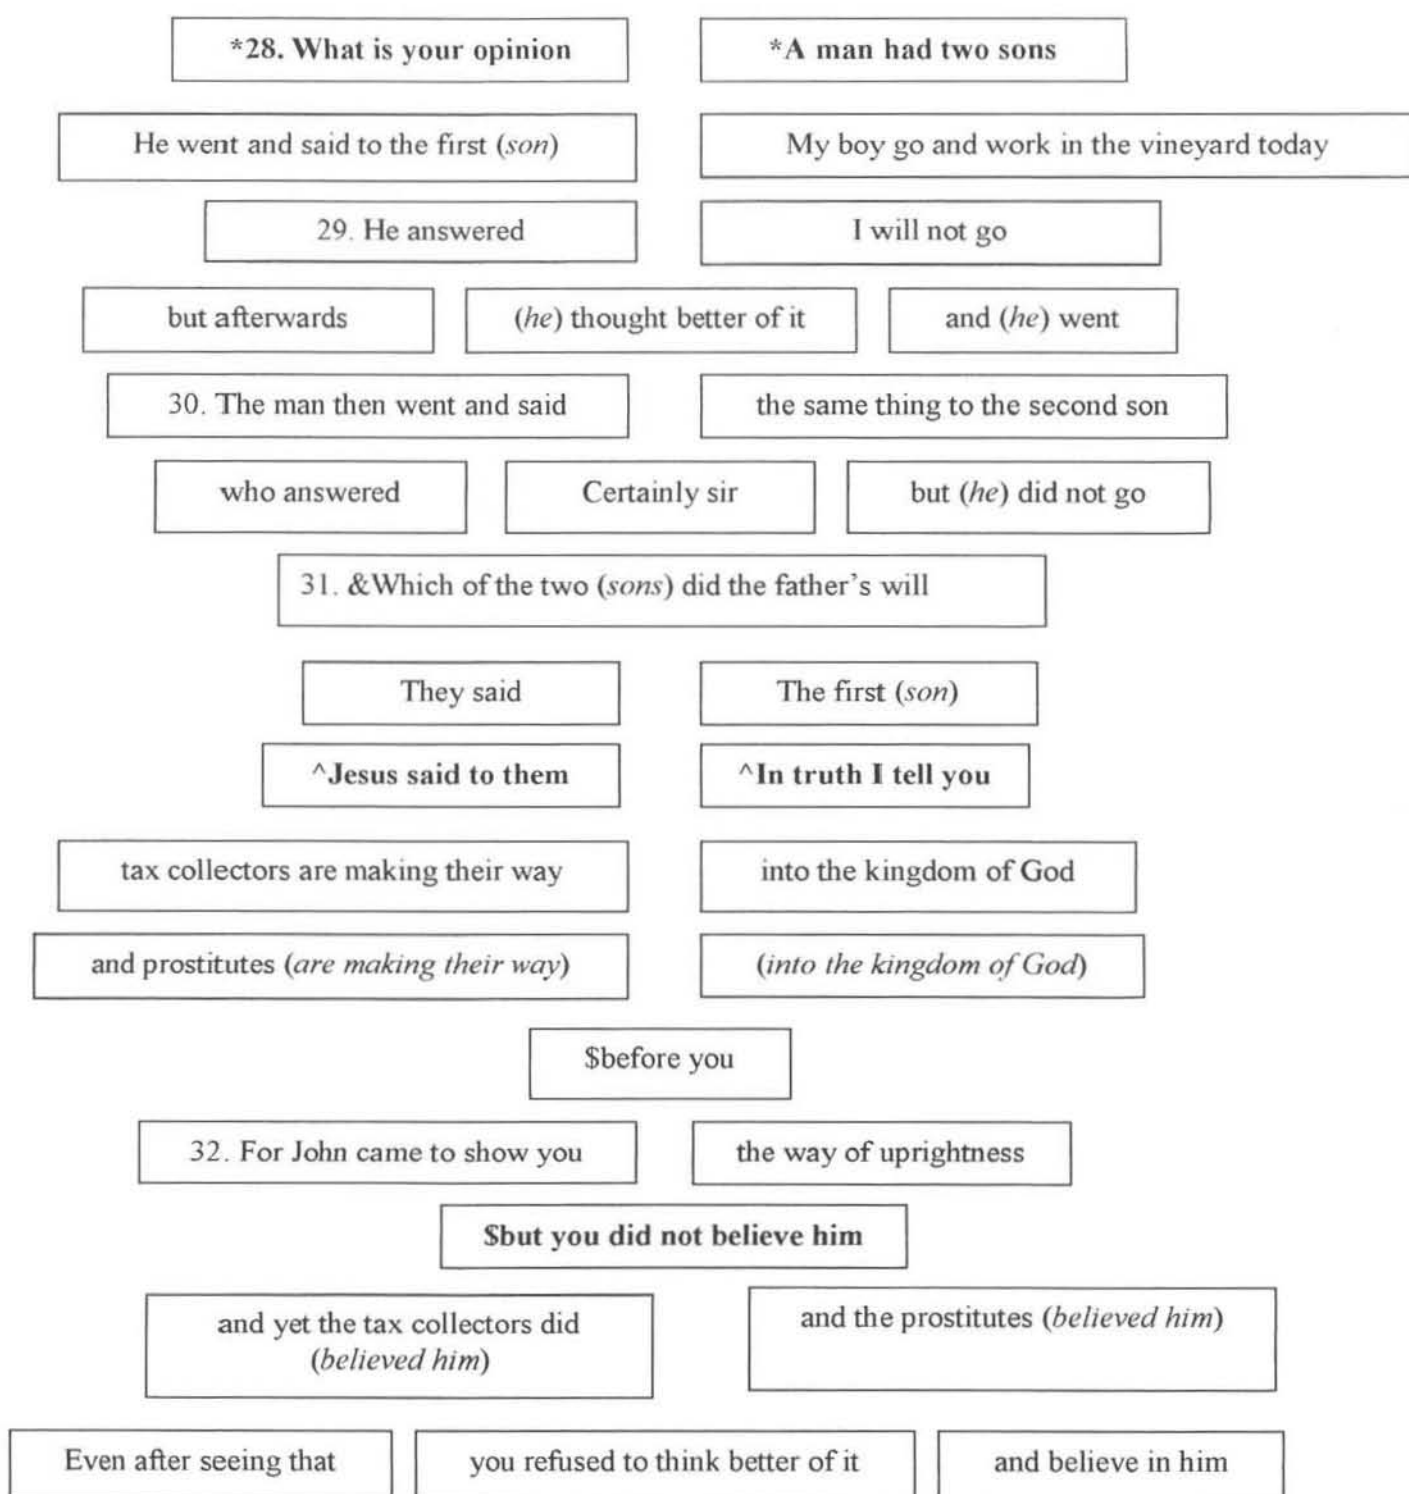 *28. What is your opinion   *A man had two sons
He went and said to the first (son)   My boy go and work in the vineyard today
29. He answered   I will not go
but afterwards   (he) thought better of it   and (he) went
30. The man then went and said   the same thing to the second son
who answered   Certainly sir   but (he) did not go
31. &Which of the two (sons) did the father's will
They said   The first (son)
^Jesus said to them   ^In truth I tell you
tax collectors are making their way   into the kingdom of God
and prostitutes (are making their way)   (into the kingdom of God)
$before you
32. For John came to show you   the way of uprightness
$but you did not believe him
and yet the tax collectors did
(believed him)
and the prostitutes (believed him)
Even after seeing that   you refused to think better of it   and believe in him